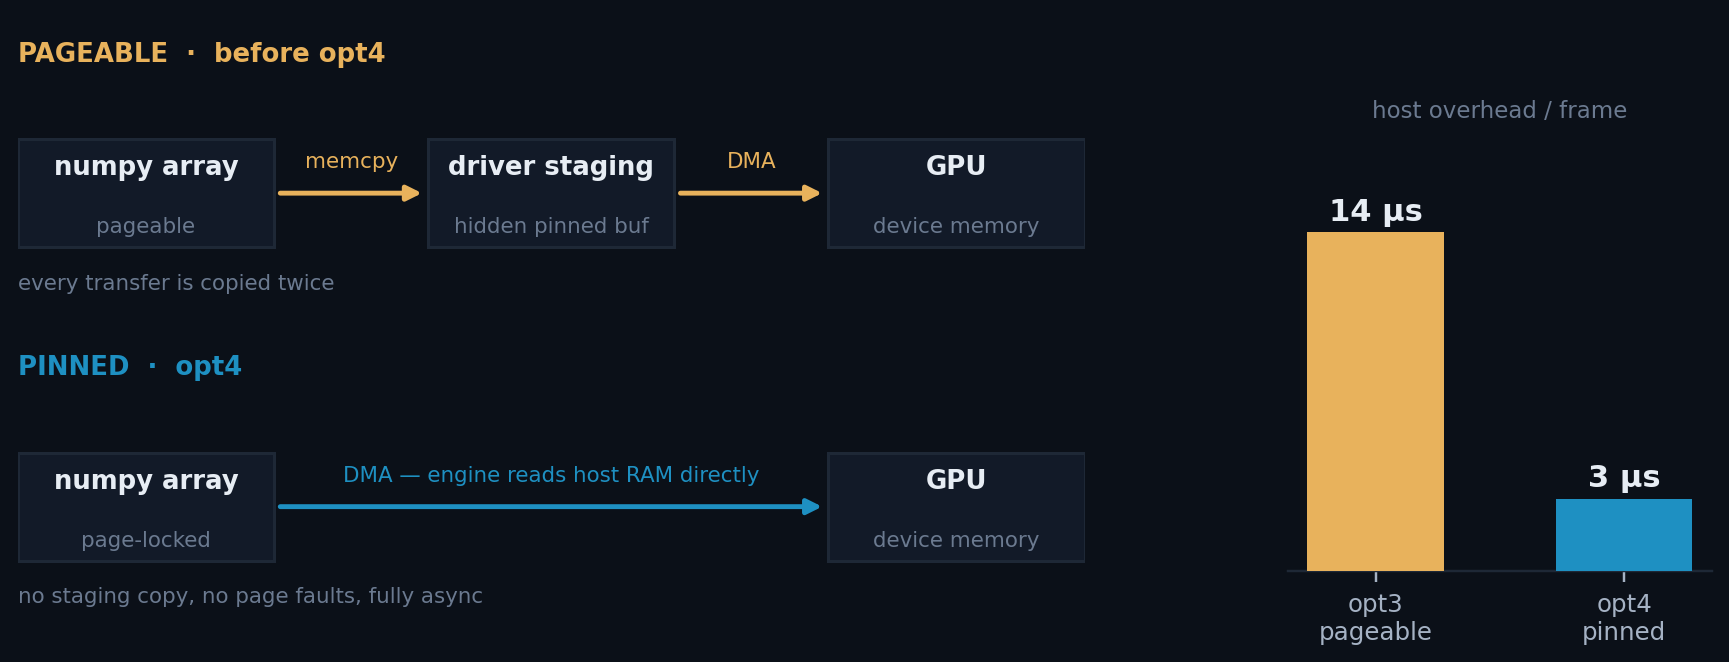 PAGEABLE · before opt4
numpy array
pageable
memcpy
driver staging
hidden pinned buf
DMA
GPU
device memory
every transfer is copied twice
PINNED · opt4
numpy array
page-locked
DMA — engine reads host RAM directly
GPU
device memory
no staging copy, no page faults, fully async
host overhead / frame
14 µs
3 µs
opt3
pageable
opt4
pinned